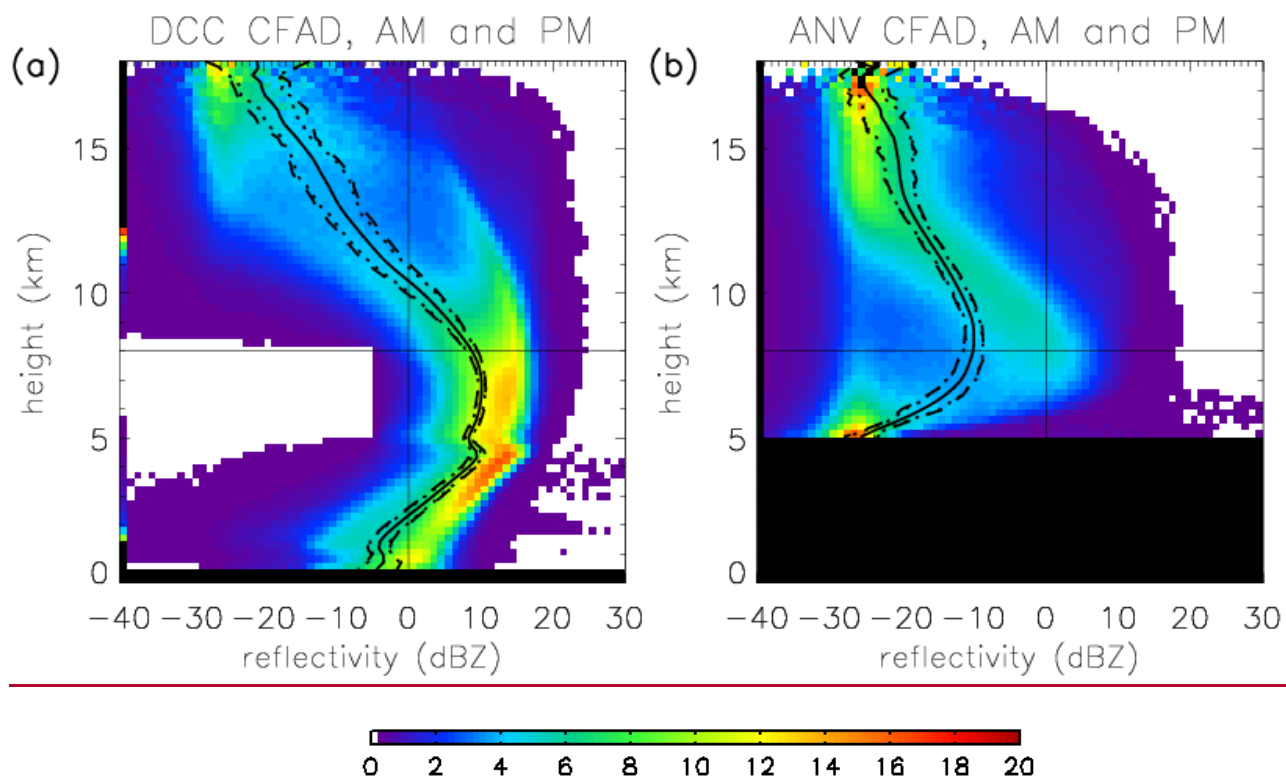 DCC CFAD, AM and PM
(a)
15
10
5
0
height (km)
-40 -30 -20 -10 0 10 20 30
reflectivity (dBZ)
ANV CFAD, AM and PM
(b)
15
10
5
0
height (km)
-40 -30 -20 -10 0 10 20 30
reflectivity (dBZ)
0 2 4 6 8 10 12 14 16 18 20